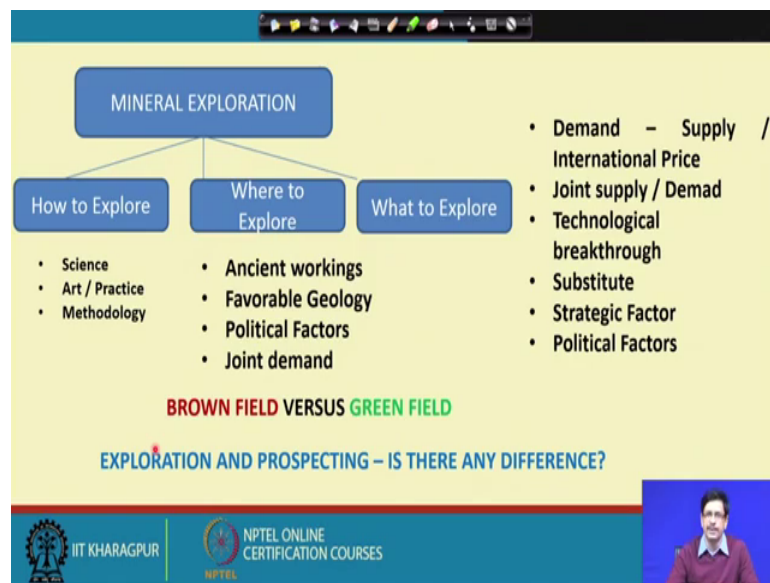 MINERAL EXPLORATION
How to Explore
Where to
Explore
What to Explore
• Science
• Art / Practice
• Methodology
• Ancient workings
• Favorable Geology
• Political Factors
• Joint demand
• Demand – Supply /
International Price
• Joint supply / Demad
• Technological
breakthrough
• Substitute
• Strategic Factor
• Political Factors
BROWN FIELD VERSUS GREEN FIELD
EXPLORATION AND PROSPECTING – IS THERE ANY DIFFERENCE?
IIT KHARAGPUR
NPTEL
NPTEL ONLINE
CERTIFICATION COURSES